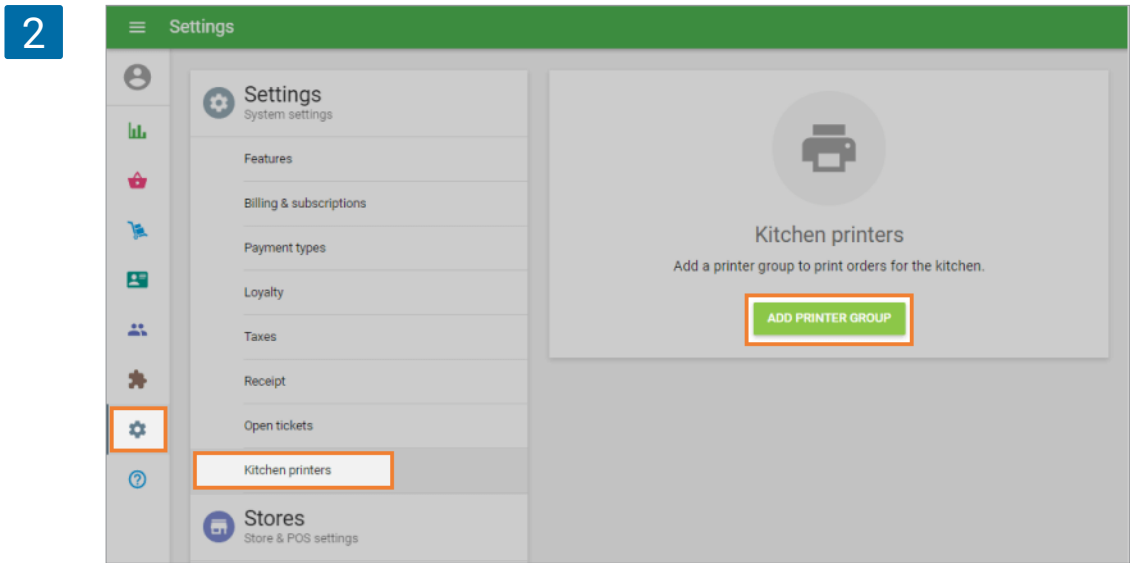 2
Settings
Settings
System settings
Features
Billing & subscriptions
Payment types
Loyalty
Taxes
Receipt
Open tickets
Kitchen printers
Stores
Store & POS settings
Kitchen printers
Add a printer group to print orders for the kitchen.
ADD PRINTER GROUP